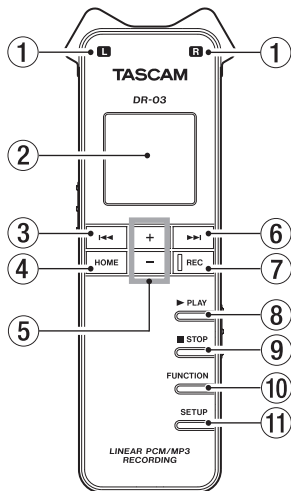 1 L R 1
TASCAM
DR-03
2
3 |◀◀ + ▶▶| 6
4 HOME − REC 7
5
▶ PLAY 8
■ STOP 9
FUNCTION 10
SETUP 11
LINEAR PCM/MP3
RECORDING